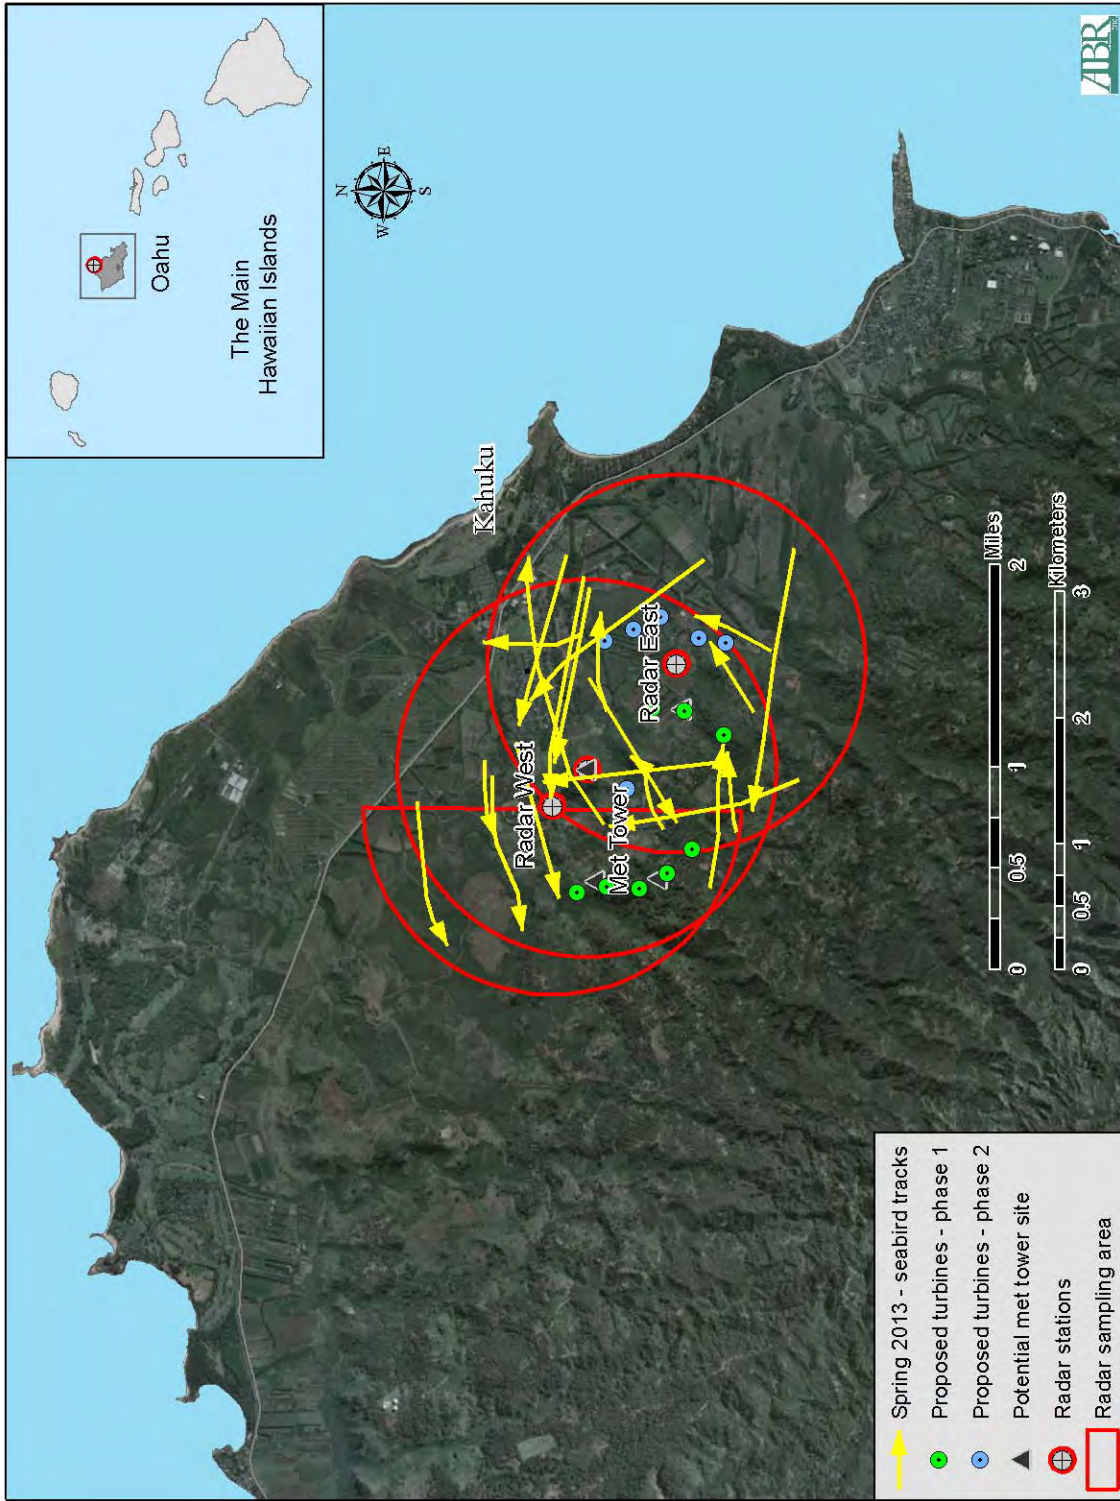 Oahu
The Main
Hawaiian Islands
N
W
E
S
Kahuku
Radar West
Met Tower
Radar East
Miles
0
0.5
1
2
Kilometers
0
0.5
1
2
3
Spring 2013 - seabird tracks
Proposed turbines - phase 1
Proposed turbines - phase 2
Potential met tower site
Radar stations
Radar sampling area
ABR